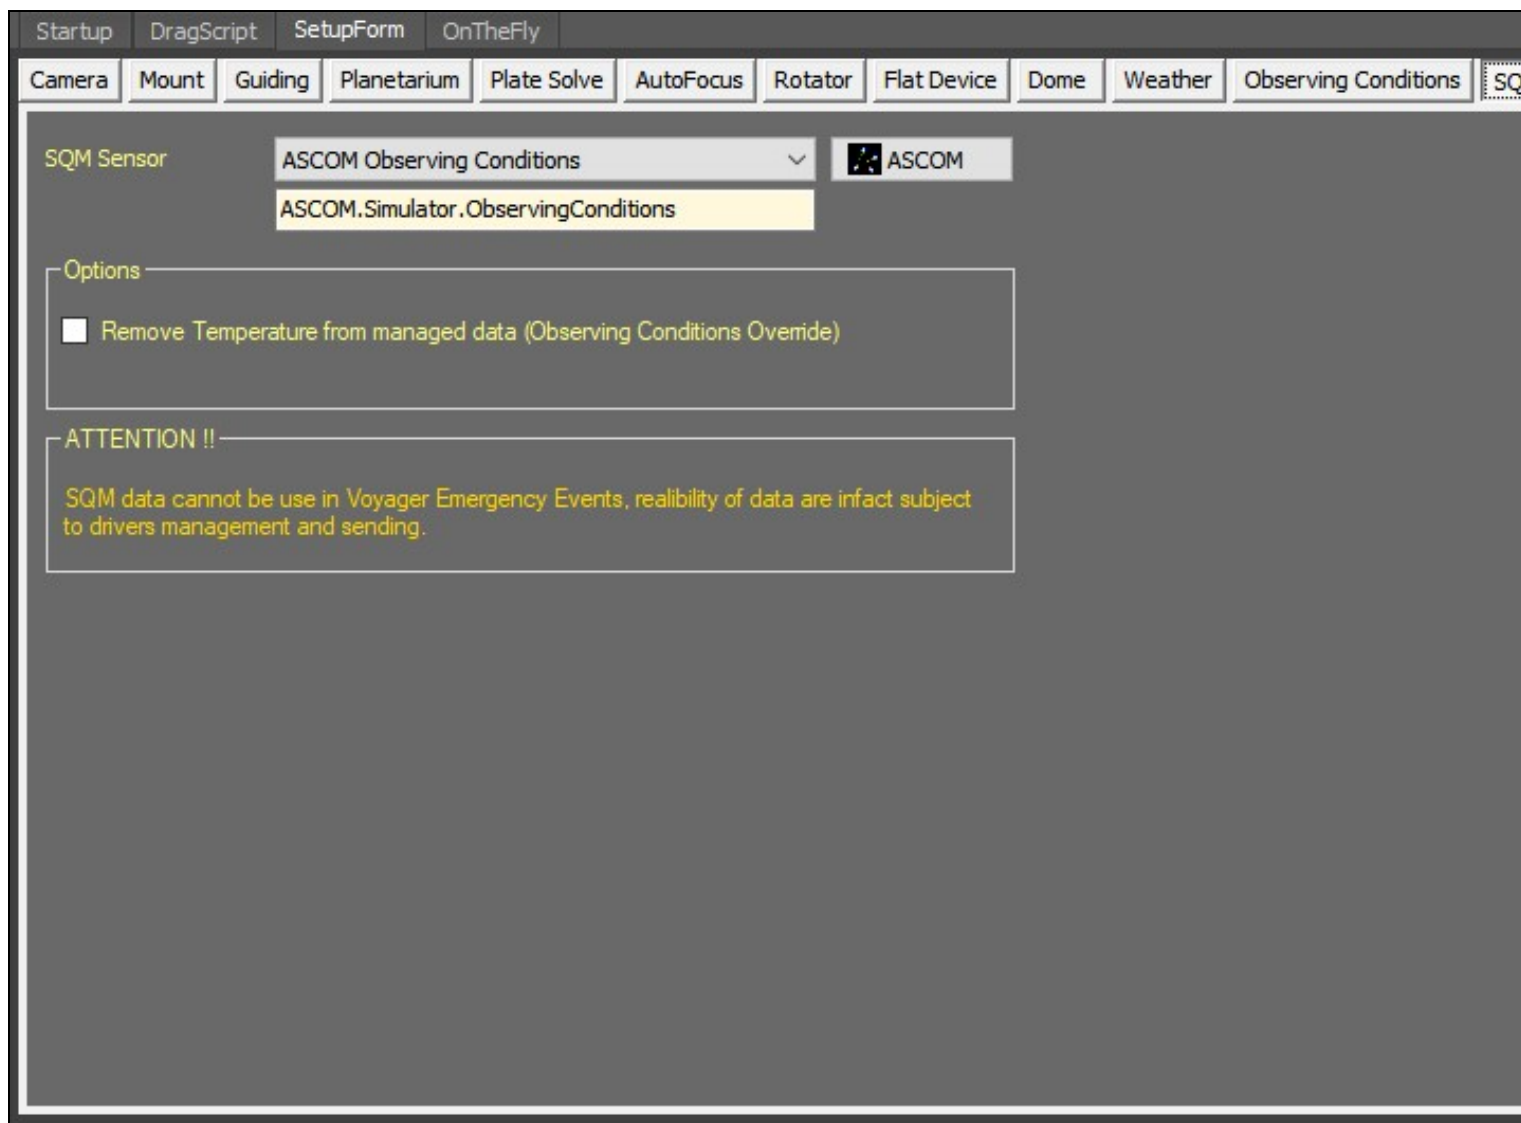 Startup DragScript SetupForm OnTheFly
Camera Mount Guiding Planetarium Plate Solve AutoFocus Rotator Flat Device Dome Weather Observing Conditions SQ
SQM Sensor ASCOM Observing Conditions ASCOM
ASCOM.Simulator.ObservingConditions
Options
Remove Temperature from managed data (Observing Conditions Override)
ATTENTION !!
SQM data cannot be use in Voyager Emergency Events, realibility of data are infact subject
to drivers management and sending.